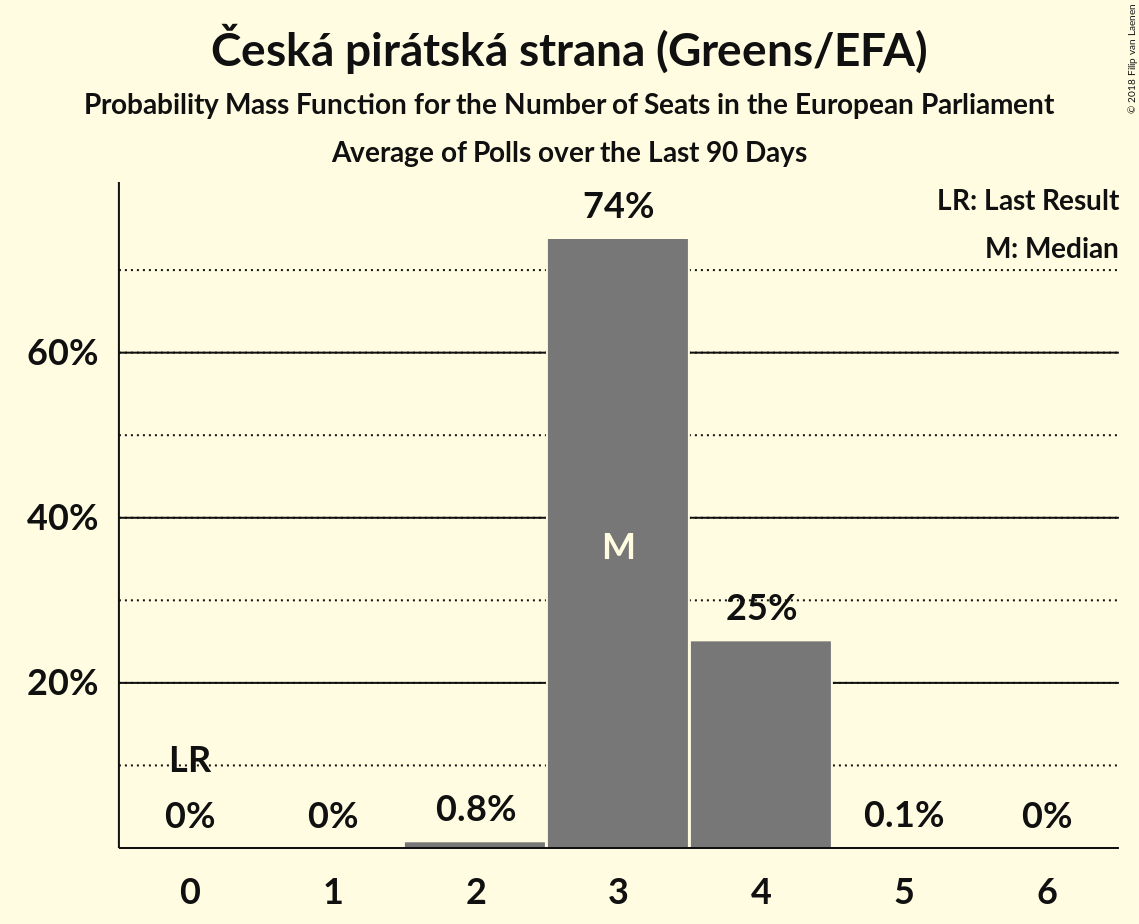 Česká pirátská strana (Greens/EFA)
Probability Mass Function for the Number of Seats in the European Parliament
Average of Polls over the Last 90 Days
© 2018 Filip van Laenen
LR: Last Result
M: Median
74%
60%
40%
M
25%
20%
LR
0%
0%
0.8%
0.1%
0%
0
1
2
3
4
5
6